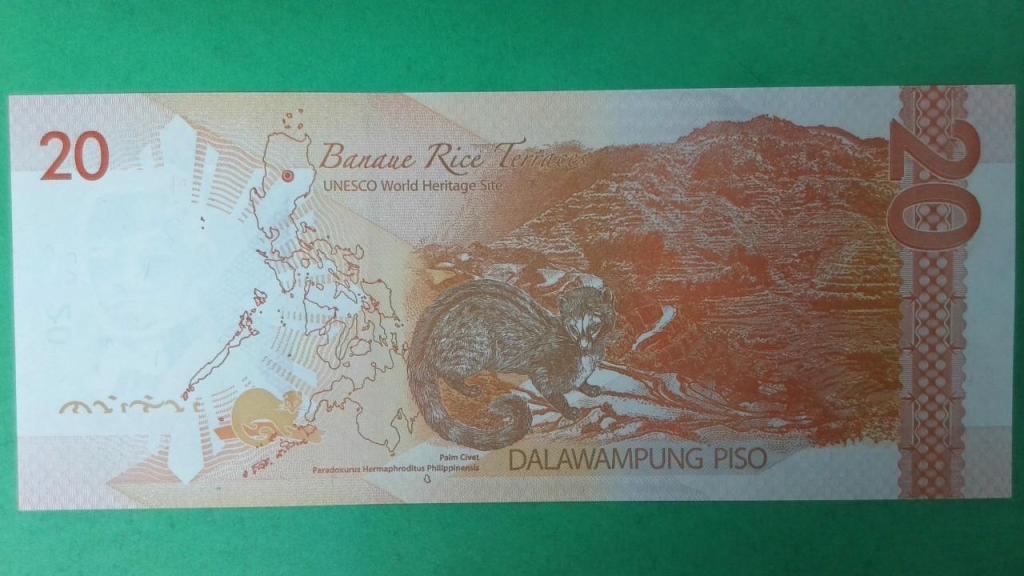 20
Banaue Rice Terraces
UNESCO World Heritage Site
20
Palm Civet
Paradoxurus Hermaphroditus Philippinensis
DALAWAMPUNG PISO